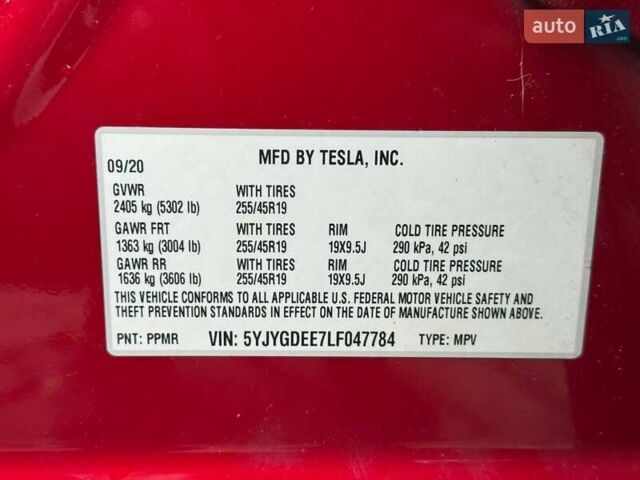 auto RIA.com
MFD BY TESLA, INC.
09/20
GVWR WITH TIRES
2405 kg (5302 lb) 255/45R19
GAWR FRT WITH TIRES RIM COLD TIRE PRESSURE
1363 kg (3004 lb) 255/45R19 19X9.5J 290 kPa, 42 psi
GAWR RR WITH TIRES RIM COLD TIRE PRESSURE
1636 kg (3606 lb) 255/45R19 19X9.5J 290 kPa, 42 psi
THIS VEHICLE CONFORMS TO ALL APPLICABLE U.S. FEDERAL MOTOR VEHICLE SAFETY AND
THEFT PREVENTION STANDARDS IN EFFECT ON THE DATE OF MANUFACTURE SHOWN ABOVE.
PNT: PPMR VIN: 5YJYGDEE7LF047784 TYPE: MPV